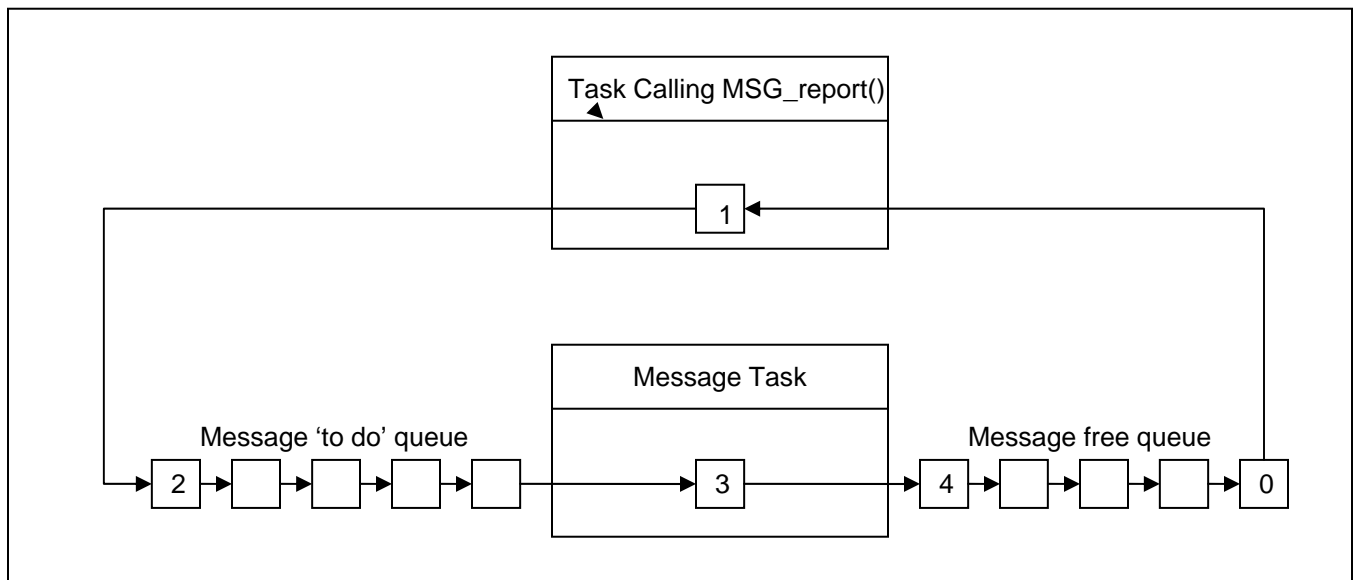 Task Calling MSG_report()
1
Message Task
Message ‘to do’ queue
Message free queue
2
3
4
0